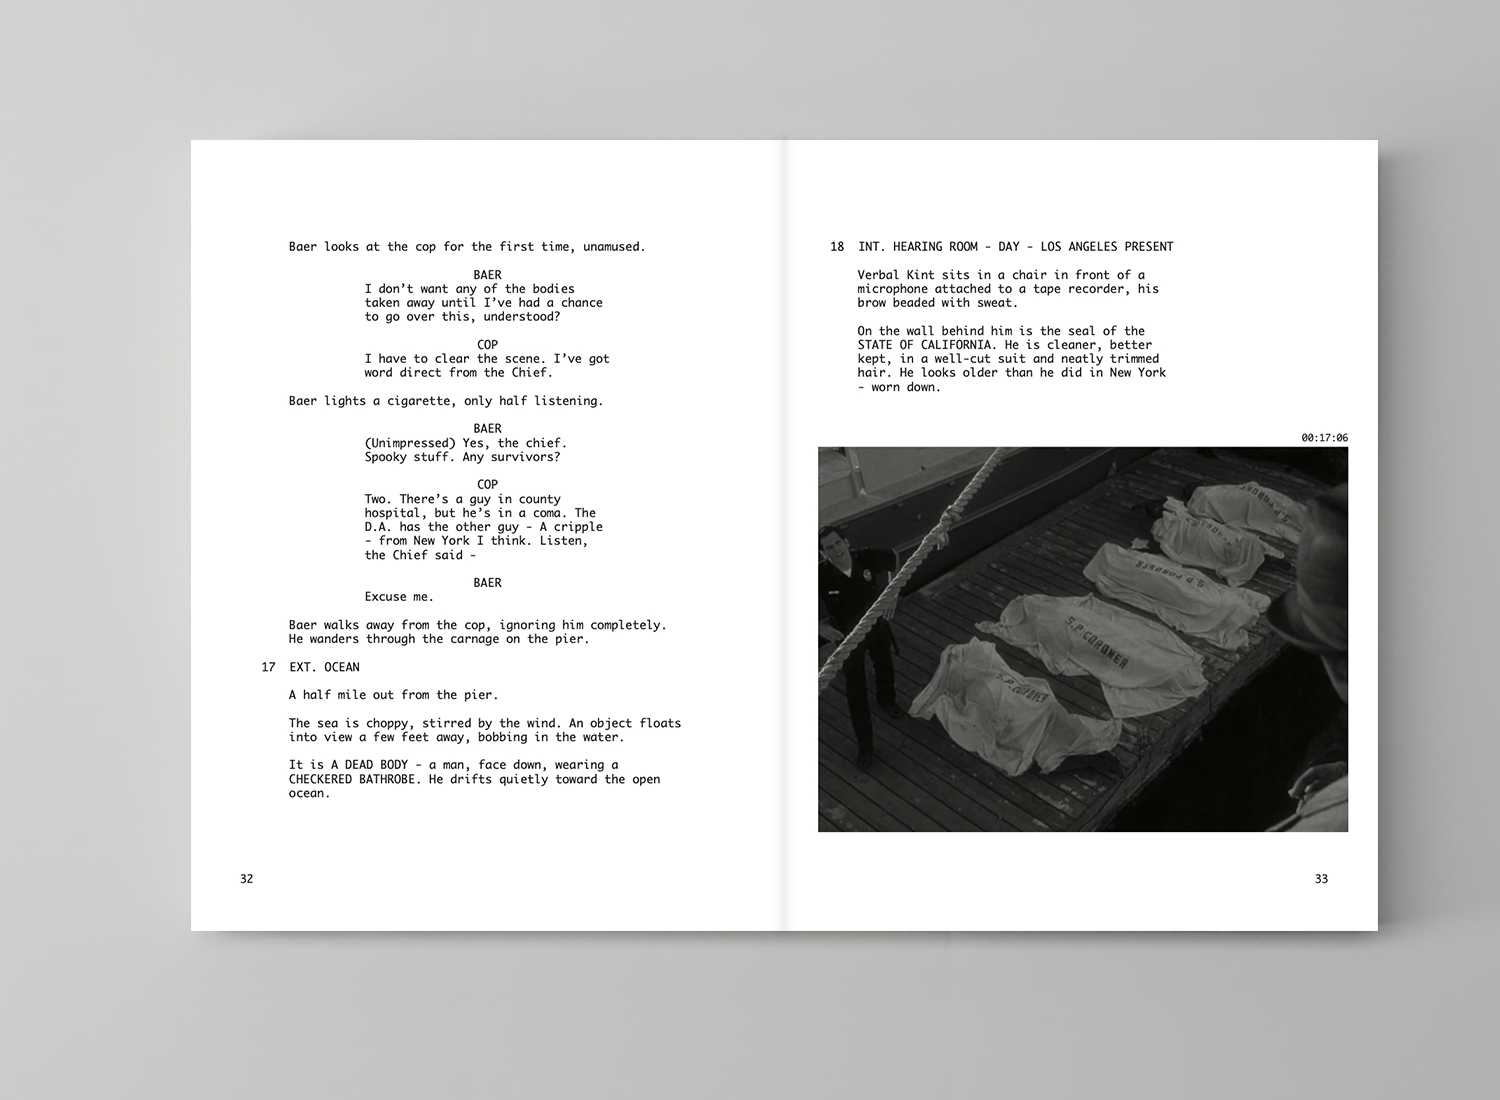 Baer looks at the cop for the first time, unamused.
BAER
I don’t want any of the bodies
taken away until I’ve had a chance
to go over this, understood?
COP
I have to clear the scene. I’ve got
word direct from the Chief.
Baer lights a cigarette, only half listening.
BAER
(Unimpressed) Yes, the chief.
Spooky stuff. Any survivors?
COP
Two. There’s a guy in county
hospital, but he’s in a coma. The
D.A. has the other guy - A cripple
- from New York I think. Listen,
the Chief said -
BAER
Excuse me.
Baer walks away from the cop, ignoring him completely.
He wanders through the carnage on the pier.
17 EXT. OCEAN
A half mile out from the pier.
The sea is choppy, stirred by the wind. An object floats
into view a few feet away, bobbing in the water.
It is A DEAD BODY - a man, face down, wearing a
CHECKERED BATHROBE. He drifts quietly toward the open
ocean.
32
18 INT. HEARING ROOM - DAY - LOS ANGELES PRESENT
Verbal Kint sits in a chair in front of a
microphone attached to a tape recorder, his
brow beaded with sweat.
On the wall behind him is the seal of the
STATE OF CALIFORNIA. He is cleaner, better
kept, in a well-cut suit and neatly trimmed
hair. He looks older than he did in New York
- worn down.
00:17:06
S.P. CORONER
S.P. CORONER
S.P. CORONER
S.P. CORONER
33